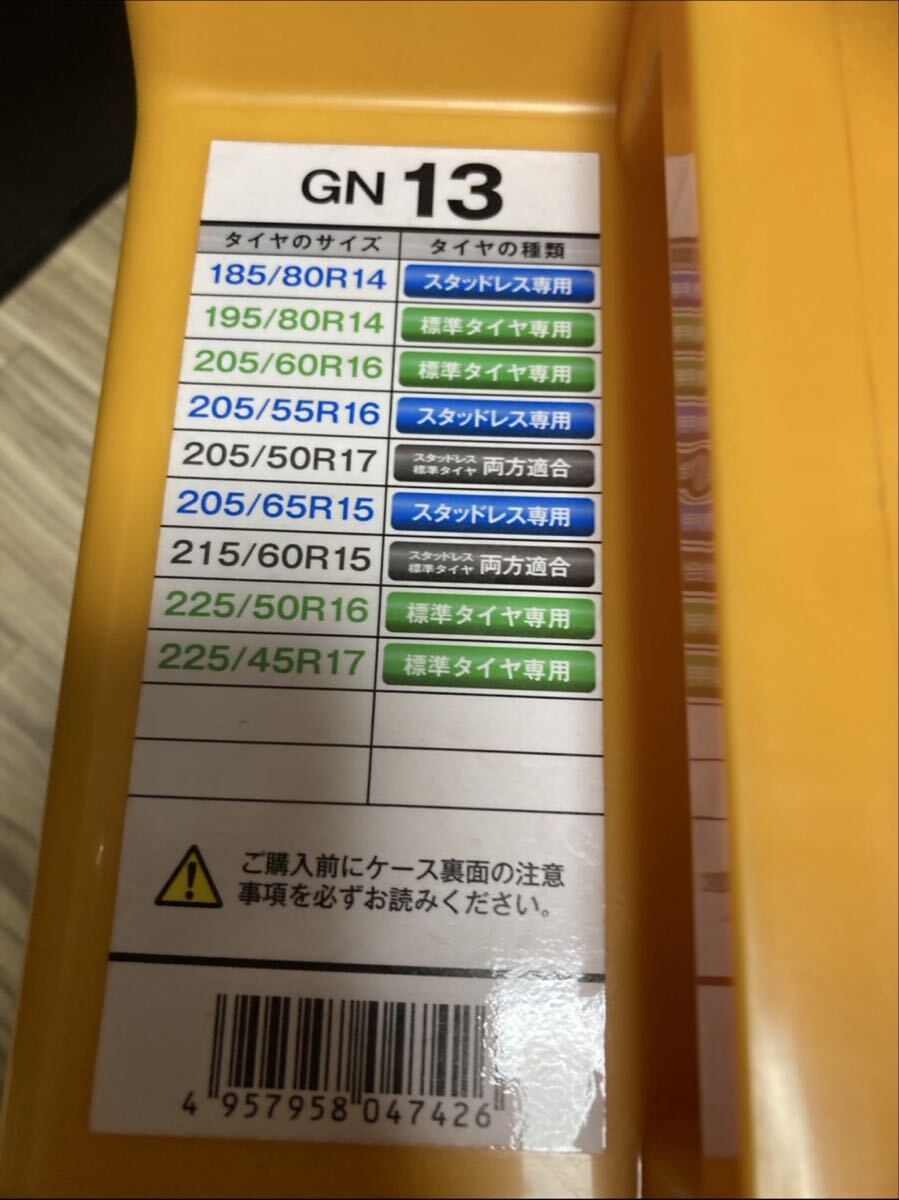 GN 13
タイヤのサイズ タイヤの種類
185/80R14 スタッドレス専用
195/80R14 標準タイヤ専用
205/60R16 標準タイヤ専用
205/55R16 スタッドレス専用
205/50R17 スタッドレス 標準タイヤ 両方適合
205/65R15 スタッドレス専用
215/60R15 スタッドレス 標準タイヤ 両方適合
225/50R16 標準タイヤ専用
225/45R17 標準タイヤ専用
ご購入前にケース裏面の注意
事項を必ずお読みください。
4 957958 047426